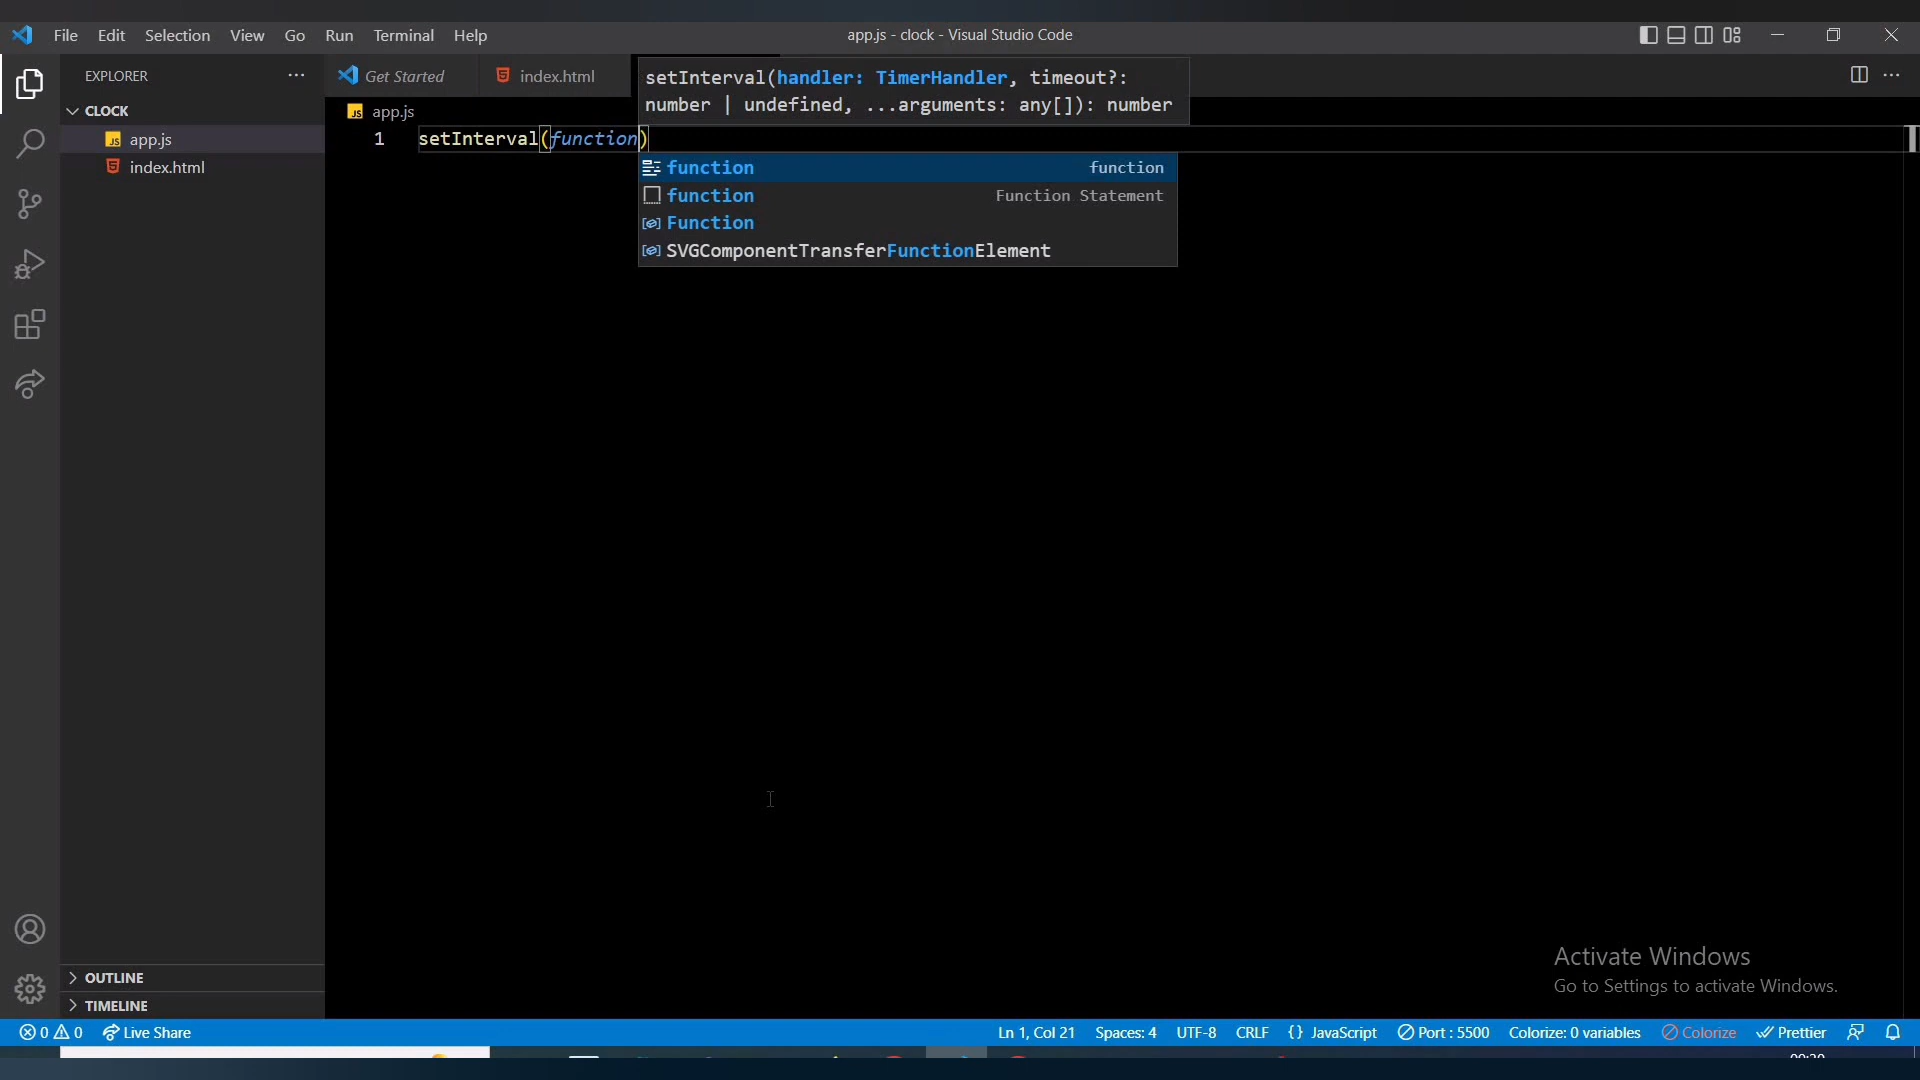 File Edit Selection View Go Run Terminal Help
app.js - clock - Visual Studio Code
EXPLORER
CLOCK
app.js
index.html
OUTLINE
TIMELINE
Get Started
index.html
app.js
1 setInterval(function)
setInterval(handler: TimerHandler, timeout?:
number | undefined, ...arguments: any[]): number
function function
function Function Statement
Function
SVGComponentTransferFunctionElement
Activate Windows
Go to Settings to activate Windows.
0 0 Live Share Ln 1, Col 21 Spaces: 4 UTF-8 CRLF {} JavaScript Port : 5500 Colorize: 0 variables Colorize Prettier